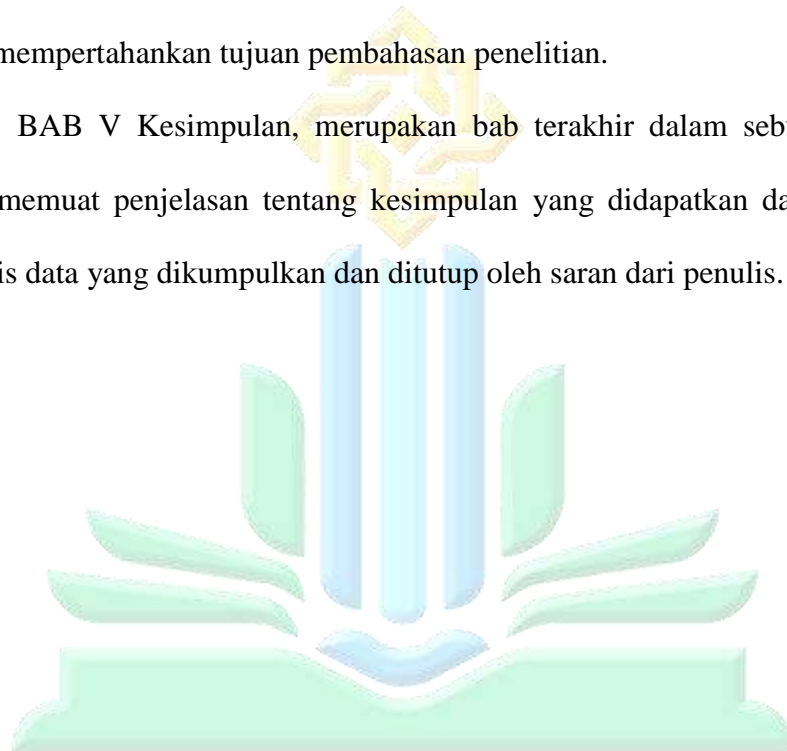 mempertahankan tujuan pembahasan penelitian.
BAB V Kesimpulan, merupakan bab terakhir dalam seb
memuat penjelasan tentang kesimpulan yang didapatkan da
is data yang dikumpulkan dan ditutup oleh saran dari penulis.